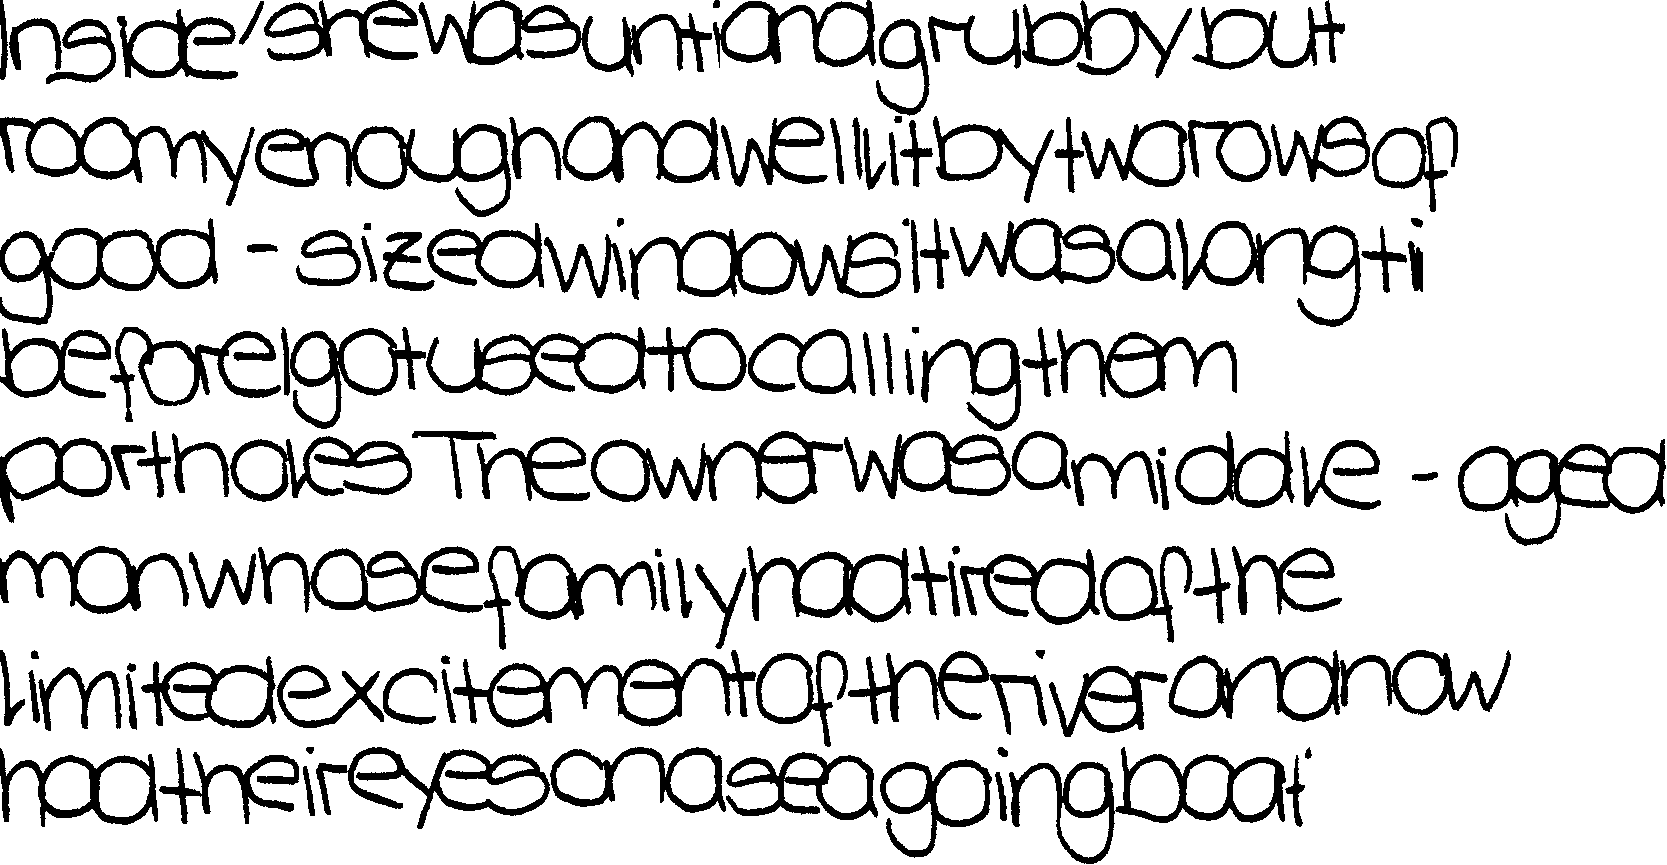 Inside, she was unti and grubby but
roomy enough and well lit by two rows of
good - sized windows It was a long ti
before I got used to calling them
portholes The owner was a middle - aged
man whose family had tired of the
limited excitement of the river and now
had their eyes on a sea going boat